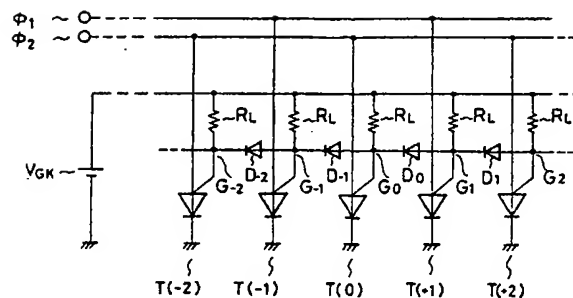 Φ1 ~
Φ2 ~
RL RL RL RL RL
D-2 D-1 D0 D1
VGK ~
G-2 G-1 G0 G1 G2
T(-2) T(-1) T(0) T(+1) T(+2)